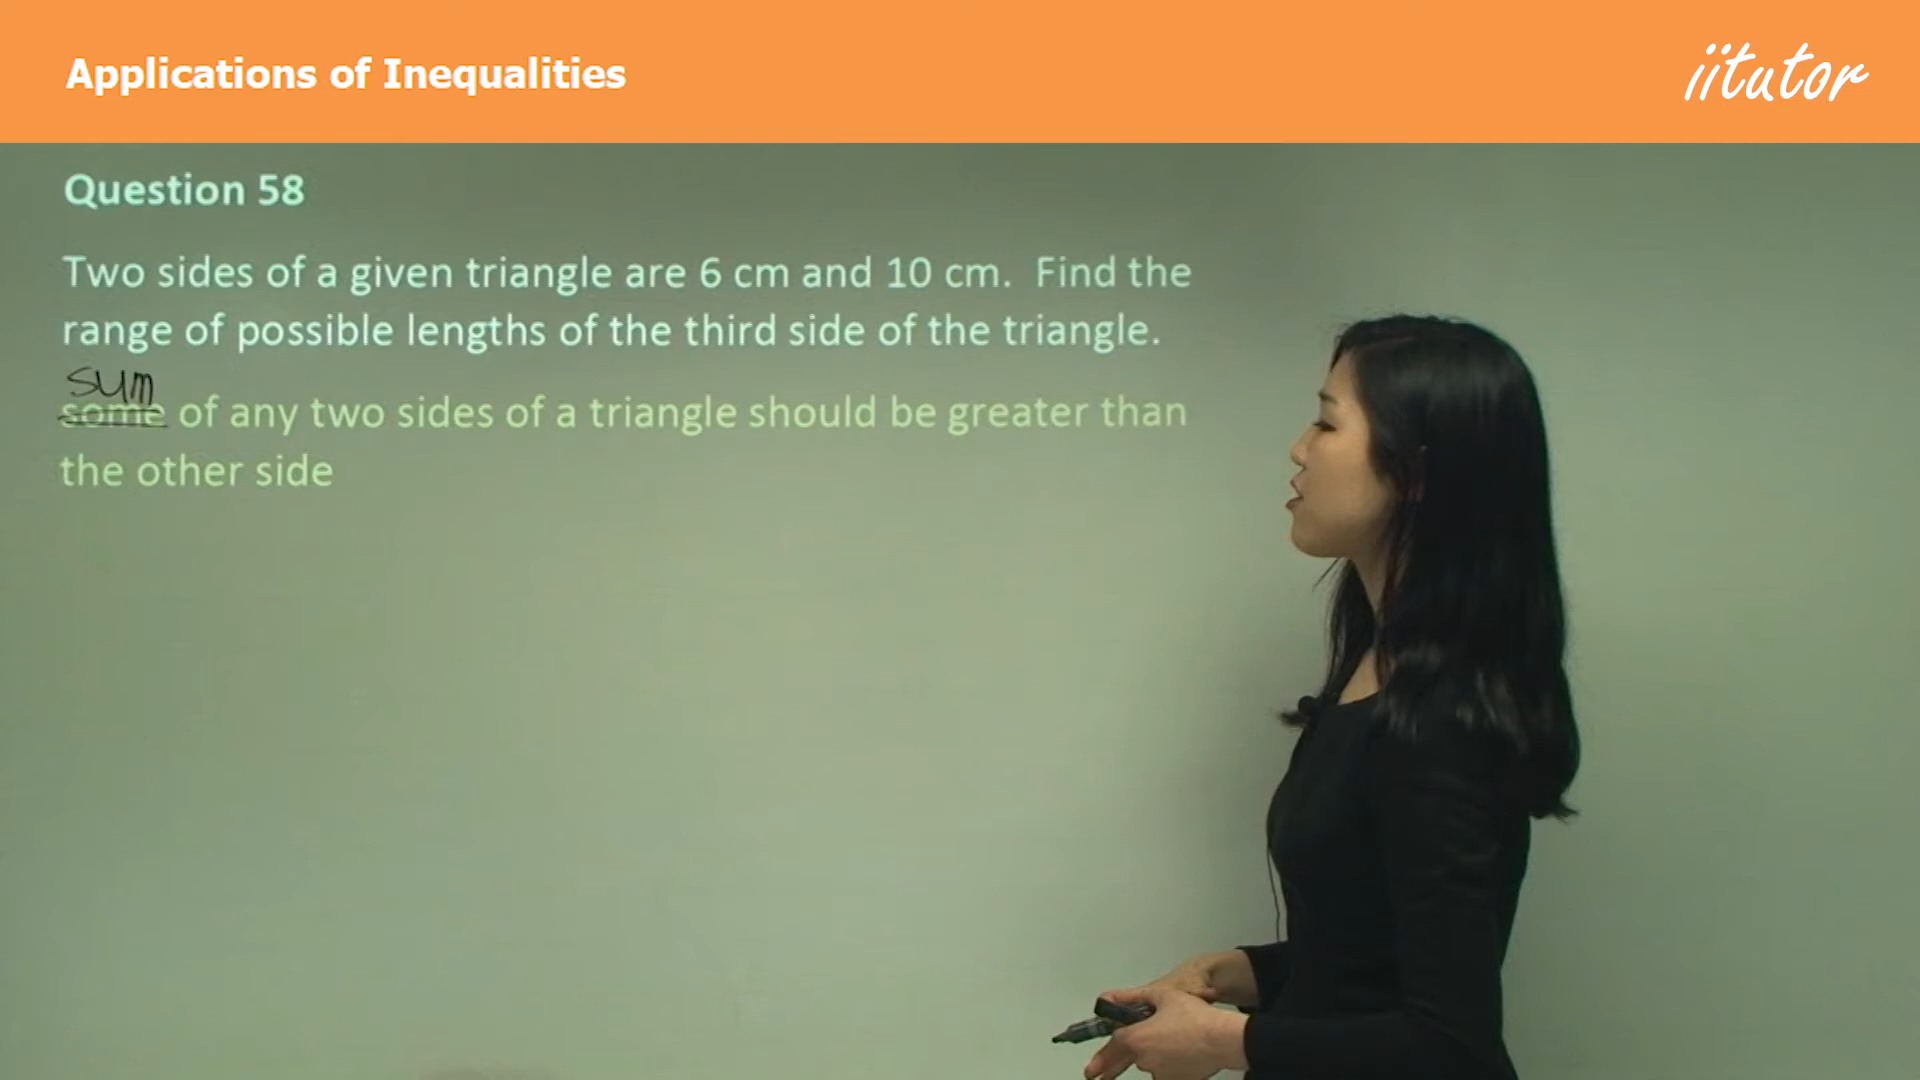 Applications of Inequalities
iitutor
Question 58
Two sides of a given triangle are 6 cm and 10 cm. Find the
range of possible lengths of the third side of the triangle.
sum
some of any two sides of a triangle should be greater than
the other side